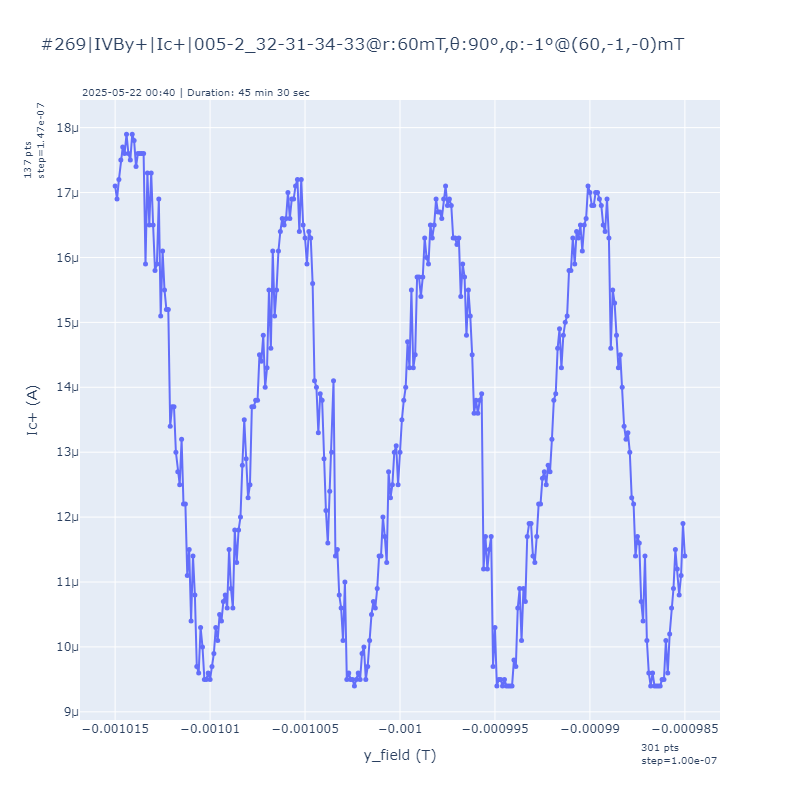 #269|IVBy+|Ic+|005-2_32-31-34-33@r:60mT,θ:90°,φ:-1°@(60,-1,-0)mT
2025-05-22 00:40 | Duration: 45 min 30 sec
137 pts
step=1.47e-07
18μ
17μ
16μ
15μ
14μ
13μ
12μ
11μ
10μ
9μ
Ic+ (A)
−0.001015
−0.00101
−0.001005
−0.001
−0.000995
−0.00099
−0.000985
y_field (T)
301 pts
step=1.00e-07